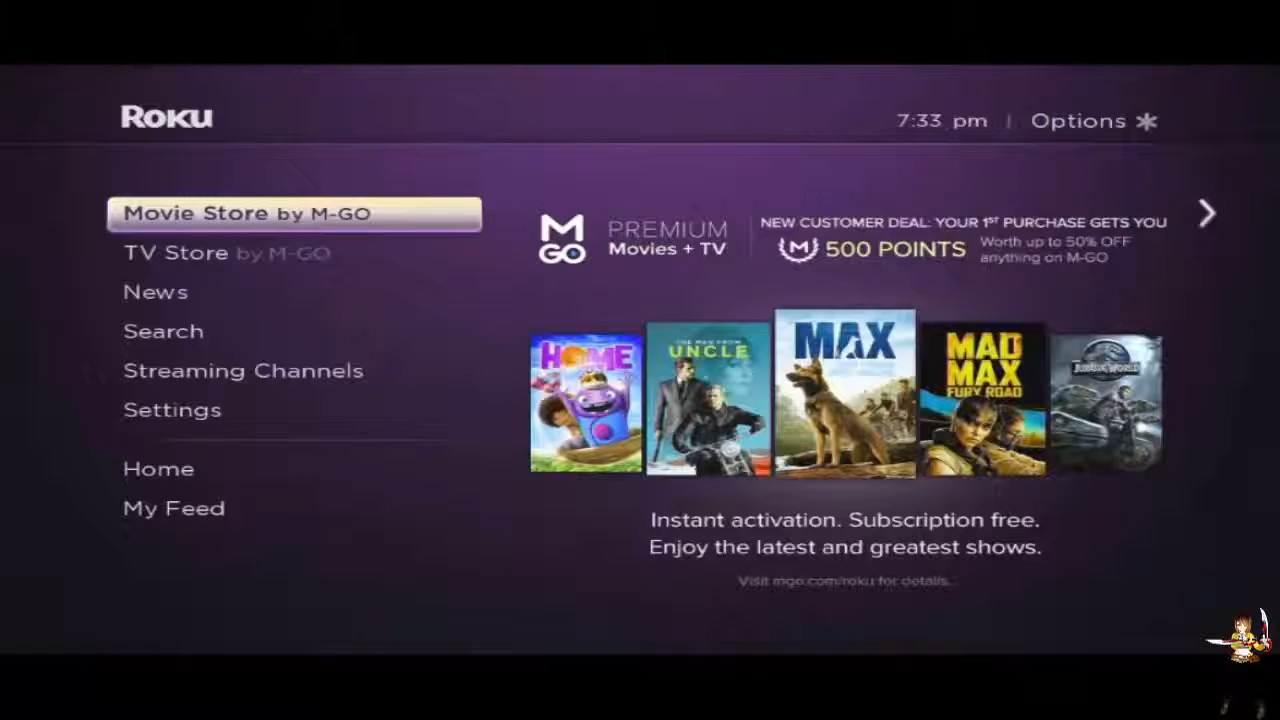 Roku
7:33 pm | Options *
Movie Store by M-GO
TV Store by M-GO
News
Search
Streaming Channels
Settings
Home
My Feed
M GO
PREMIUM
Movies + TV
NEW CUSTOMER DEAL: YOUR 1ST PURCHASE GETS YOU
M 500 POINTS
Worth up to 50% OFF
anything on M-GO
HOME
THE MAN FROM
UNCLE
MAX
MAD
MAX
FURY ROAD
JURASSIC WORLD
Instant activation. Subscription free.
Enjoy the latest and greatest shows.
Visit mgo.com/roku for details.